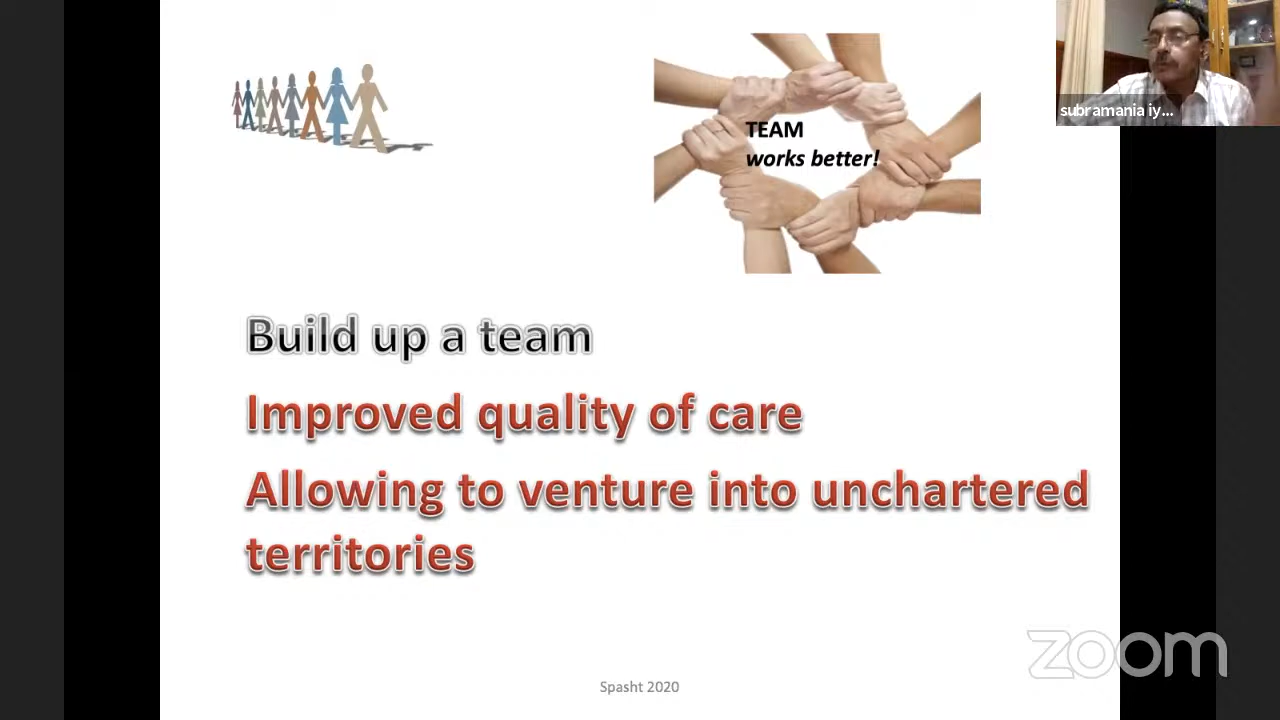 TEAM
works better!
subramania iy...
Build up a team
Improved quality of care
Allowing to venture into unchartered
territories
zoom
Spasht 2020